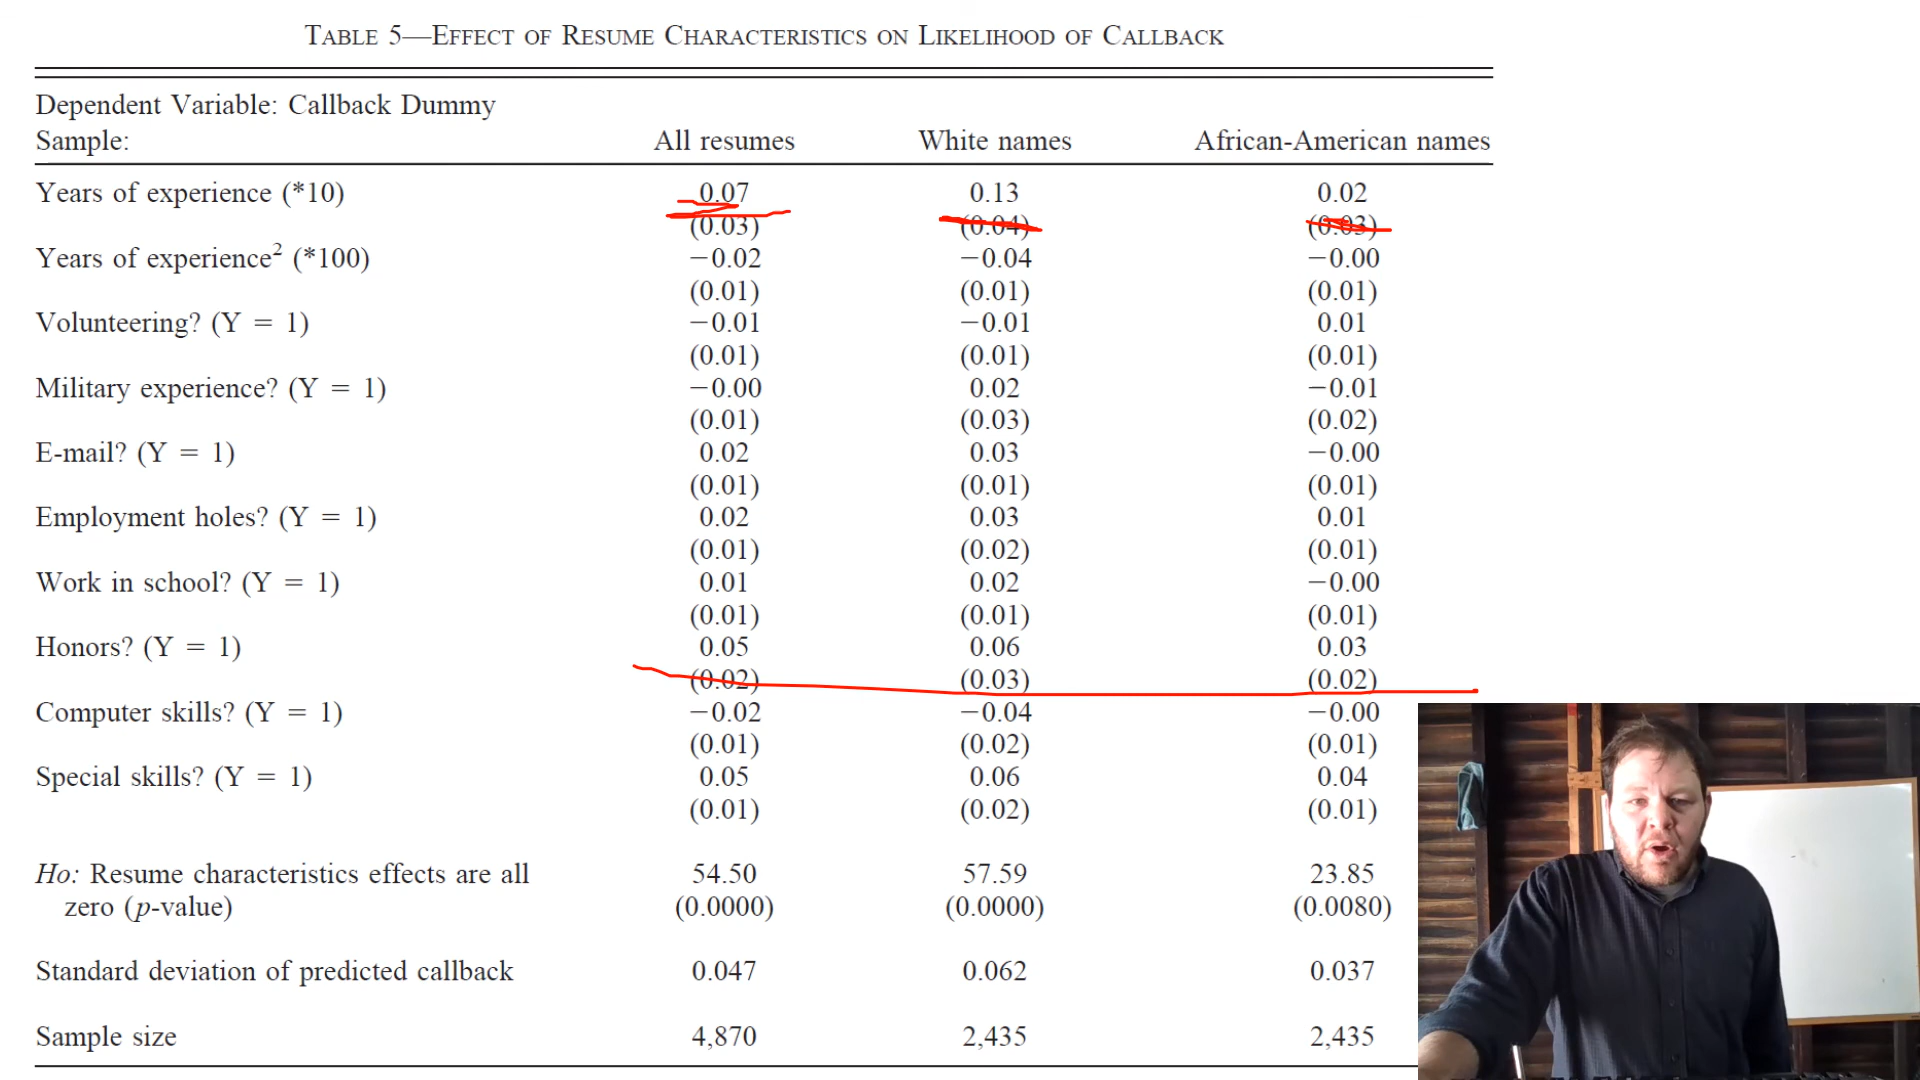 TABLE 5—EFFECT OF RESUME CHARACTERISTICS ON LIKELIHOOD OF CALLBACK
Dependent Variable: Callback Dummy
Sample: All resumes White names African-American names
Years of experience (*10) 0.07 0.13 0.02
(0.03) (0.04) (0.03)
Years of experience² (*100) −0.02 −0.04 −0.00
(0.01) (0.01) (0.01)
Volunteering? (Y = 1) −0.01 −0.01 0.01
(0.01) (0.01) (0.01)
Military experience? (Y = 1) −0.00 0.02 −0.01
(0.01) (0.03) (0.02)
E-mail? (Y = 1) 0.02 0.03 −0.00
(0.01) (0.01) (0.01)
Employment holes? (Y = 1) 0.02 0.03 0.01
(0.01) (0.02) (0.01)
Work in school? (Y = 1) 0.01 0.02 −0.00
(0.01) (0.01) (0.01)
Honors? (Y = 1) 0.05 0.06 0.03
(0.02) (0.03) (0.02)
Computer skills? (Y = 1) −0.02 −0.04 −0.00
(0.01) (0.02) (0.01)
Special skills? (Y = 1) 0.05 0.06 0.04
(0.01) (0.02) (0.01)
Ho: Resume characteristics effects are all 54.50 57.59 23.85
zero (p-value) (0.0000) (0.0000) (0.0080)
Standard deviation of predicted callback 0.047 0.062 0.037
Sample size 4,870 2,435 2,435